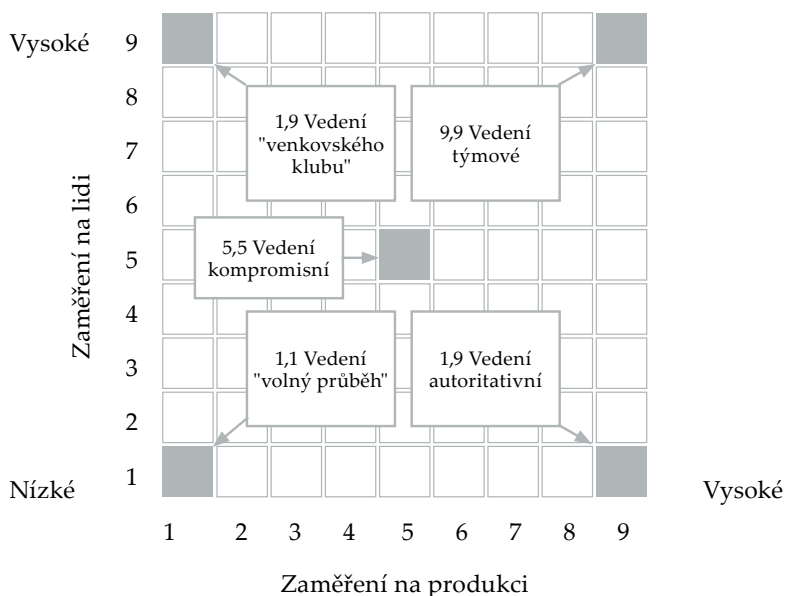 Vysoké
9
8
7
6
5
4
3
2
1
Zaměření na lidi
1,9 Vedení
"venkovského
klubu"
9,9 Vedení
týmové
5,5 Vedení
kompromisní
1,1 Vedení
"volný průběh"
1,9 Vedení
autoritativní
Nízké
Vysoké
1 2 3 4 5 6 7 8 9
Zaměření na produkci